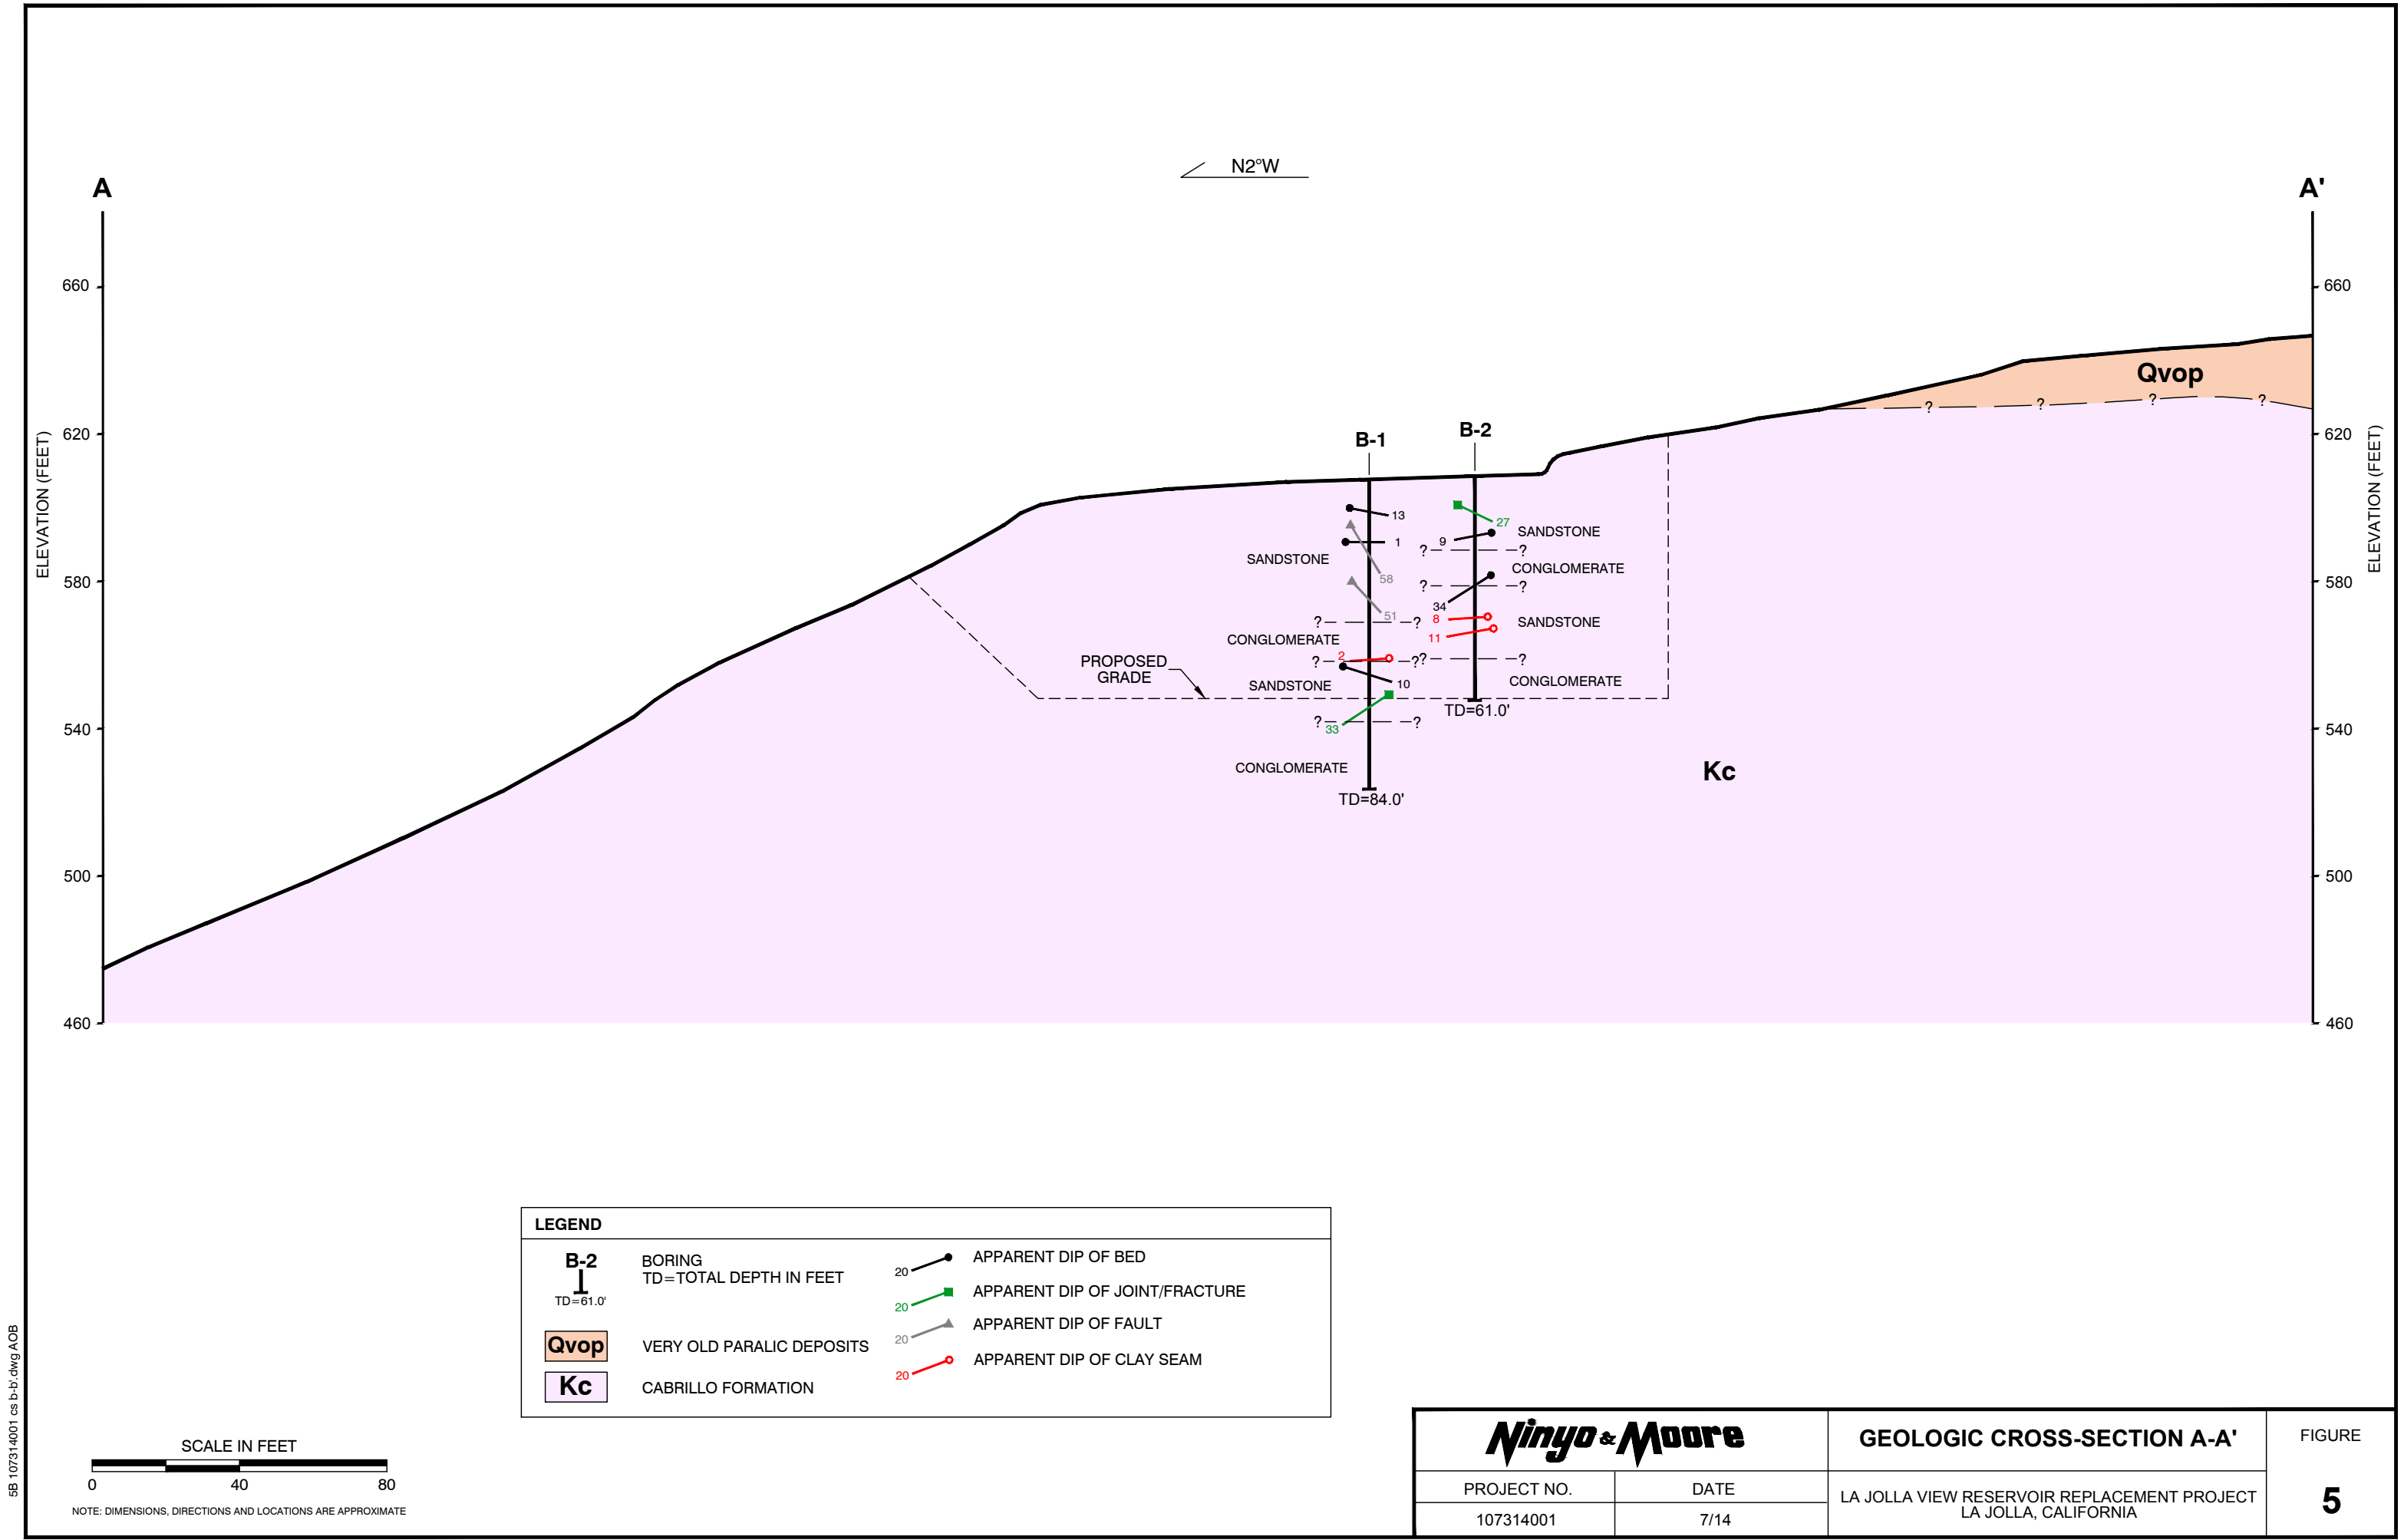 N2°W
A
A'
660
620
580
540
500
460
ELEVATION (FEET)
660
620
580
540
500
460
ELEVATION (FEET)
Qvop
?
?
?
?
B-1
B-2
13
1
58
51
SANDSTONE
?
?
CONGLOMERATE
2
?
?
10
SANDSTONE
33
?
?
CONGLOMERATE
TD=84.0'
27
9
SANDSTONE
?
?
CONGLOMERATE
?
?
34
8
11
SANDSTONE
?
?
CONGLOMERATE
TD=61.0'
PROPOSED
GRADE
Kc
LEGEND
B-2
TD=61.0'
BORING
TD=TOTAL DEPTH IN FEET
Qvop
VERY OLD PARALIC DEPOSITS
Kc
CABRILLO FORMATION
20
APPARENT DIP OF BED
20
APPARENT DIP OF JOINT/FRACTURE
20
APPARENT DIP OF FAULT
20
APPARENT DIP OF CLAY SEAM
SCALE IN FEET
0
40
80
NOTE: DIMENSIONS, DIRECTIONS AND LOCATIONS ARE APPROXIMATE
5B 107314001 cs b-b'.dwg AOB
Ninyo & Moore
PROJECT NO.
DATE
107314001
7/14
GEOLOGIC CROSS-SECTION A-A'
LA JOLLA VIEW RESERVOIR REPLACEMENT PROJECT
LA JOLLA, CALIFORNIA
FIGURE
5